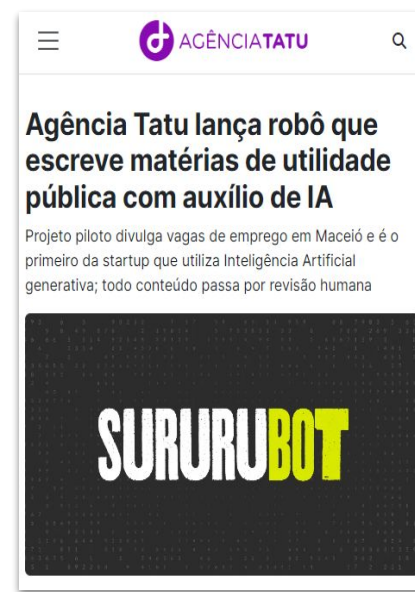 AGÊNCIATATU
Agência Tatu lança robô que
escreve matérias de utilidade
pública com auxílio de IA
Projeto piloto divulga vagas de emprego em Maceió e é o
primeiro da startup que utiliza Inteligência Artificial
generativa; todo conteúdo passa por revisão humana
SURURUBOT